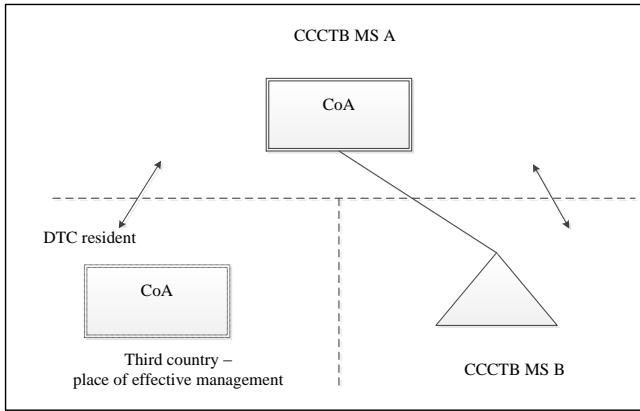 CCCTB MS A
CoA
DTC resident
CoA
Third country –
place of effective management
CCCTB MS B